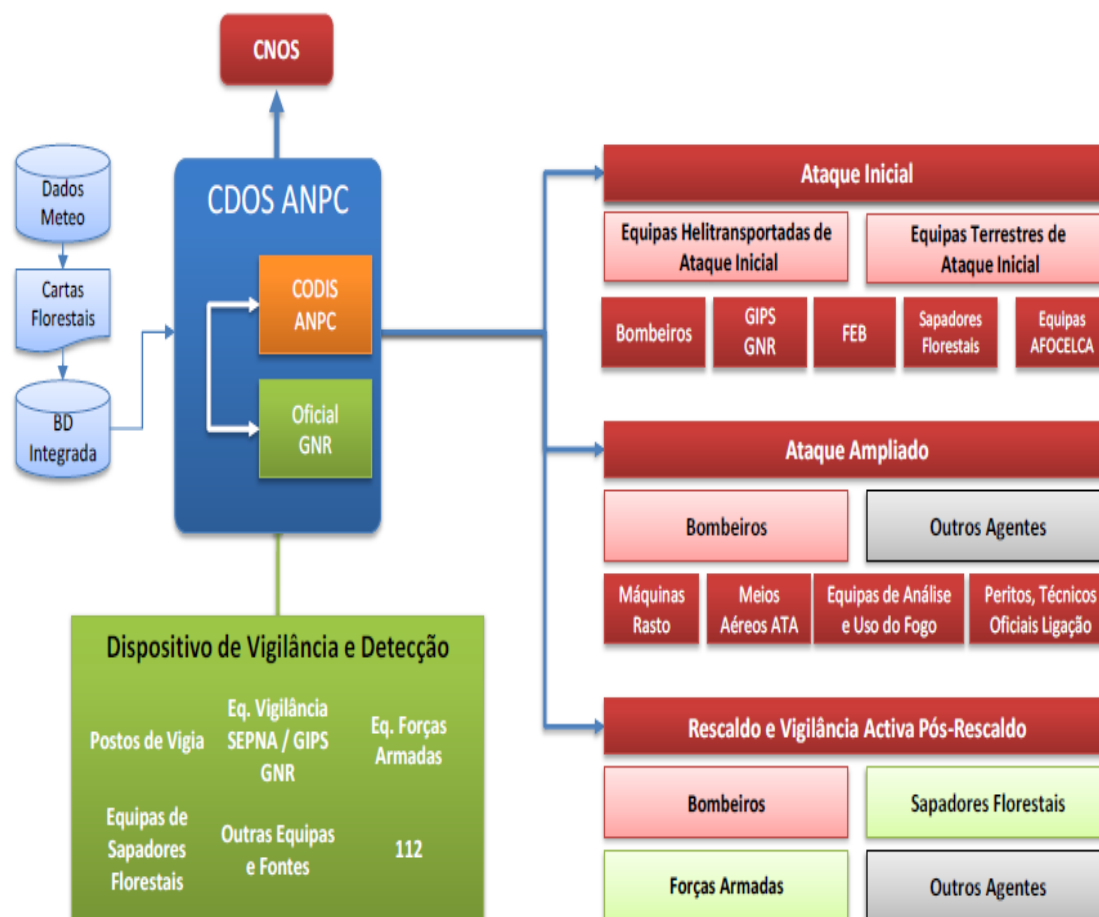 CNOS
Dados
Meteo
Cartas
Florestais
BD
Integrada
CDOS ANPC
CODIS
ANPC
Oficial
GNR
Dispositivo de Vigilância e Detecção
Postos de Vigia
Eq. Vigilância
SEPNA / GIPS
GNR
Eq. Forças
Armadas
Equipas de
Sapadores
Florestais
Outras Equipas
e Fontes
112
Ataque Inicial
Equipas Helitransportadas de
Ataque Inicial
Equipas Terrestres de
Ataque Inicial
Bombeiros
GIPS
GNR
FEB
Sapadores
Florestais
Equipas
AFOCELCA
Ataque Ampliado
Bombeiros
Outros Agentes
Máquinas
Rasto
Meios
Aéreos ATA
Equipas de Análise
e Uso do Fogo
Peritos, Técnicos
Oficiais Ligação
Rescaldo e Vigilância Activa Pós-Rescaldo
Bombeiros
Sapadores Florestais
Forças Armadas
Outros Agentes